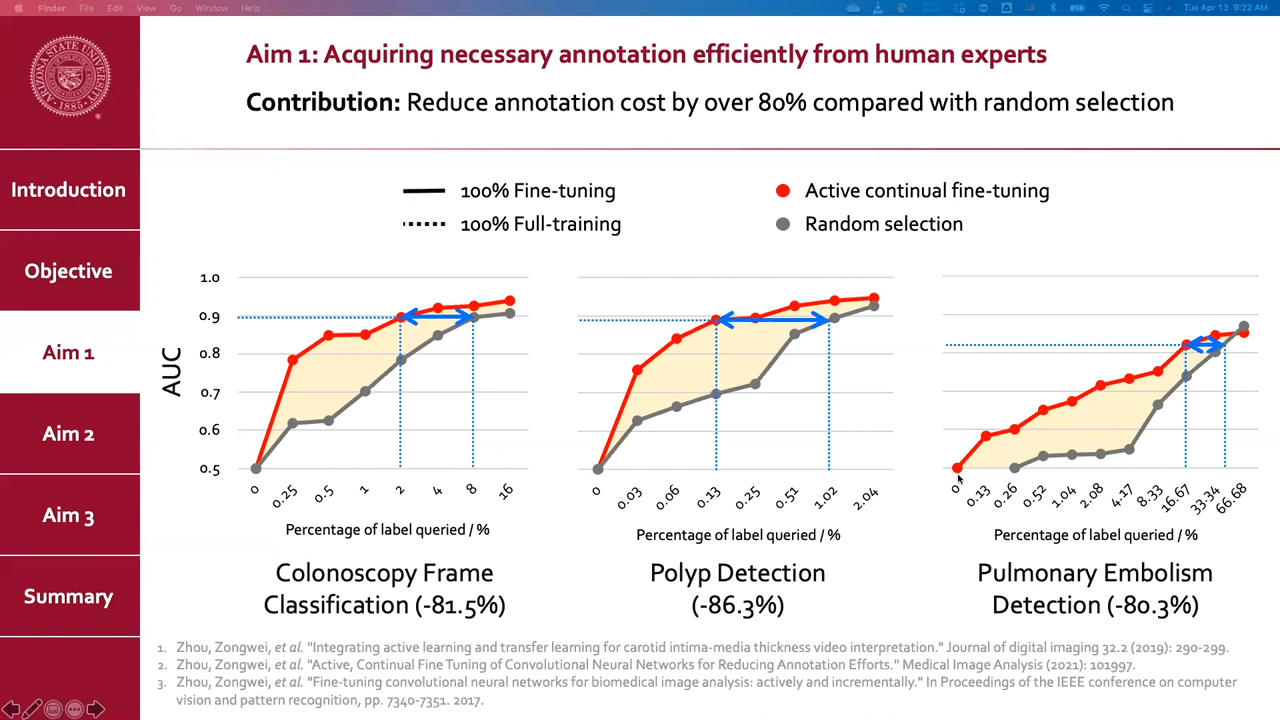 Finder File Edit View Go Window Help
Tue Apr 13 9:22 AM
ARIZONA STATE UNIVERSITY
1885
Aim 1: Acquiring necessary annotation efficiently from human experts
Contribution: Reduce annotation cost by over 80% compared with random selection
Introduction
Objective
Aim 1
Aim 2
Aim 3
Summary
100% Fine-tuning
100% Full-training
Active continual fine-tuning
Random selection
AUC
1.0
0.9
0.8
0.7
0.6
0.5
0 0.25 0.5 1 2 4 8 16
Percentage of label queried / %
Colonoscopy Frame
Classification (-81.5%)
0 0.03 0.06 0.13 0.25 0.51 1.02 2.04
Percentage of label queried / %
Polyp Detection
(-86.3%)
0 0.13 0.26 0.52 1.04 2.08 4.17 8.33 16.67 33.34 66.68
Percentage of label queried / %
Pulmonary Embolism
Detection (-80.3%)
1. Zhou, Zongwei, et al. "Integrating active learning and transfer learning for carotid intima-media thickness video interpretation." Journal of digital imaging 32.2 (2019): 290-299.
2. Zhou, Zongwei, et al. "Active, Continual Fine Tuning of Convolutional Neural Networks for Reducing Annotation Efforts." Medical Image Analysis (2021): 101997.
3. Zhou, Zongwei, et al. "Fine-tuning convolutional neural networks for biomedical image analysis: actively and incrementally." In Proceedings of the IEEE conference on computer
vision and pattern recognition, pp. 7340-7351. 2017.